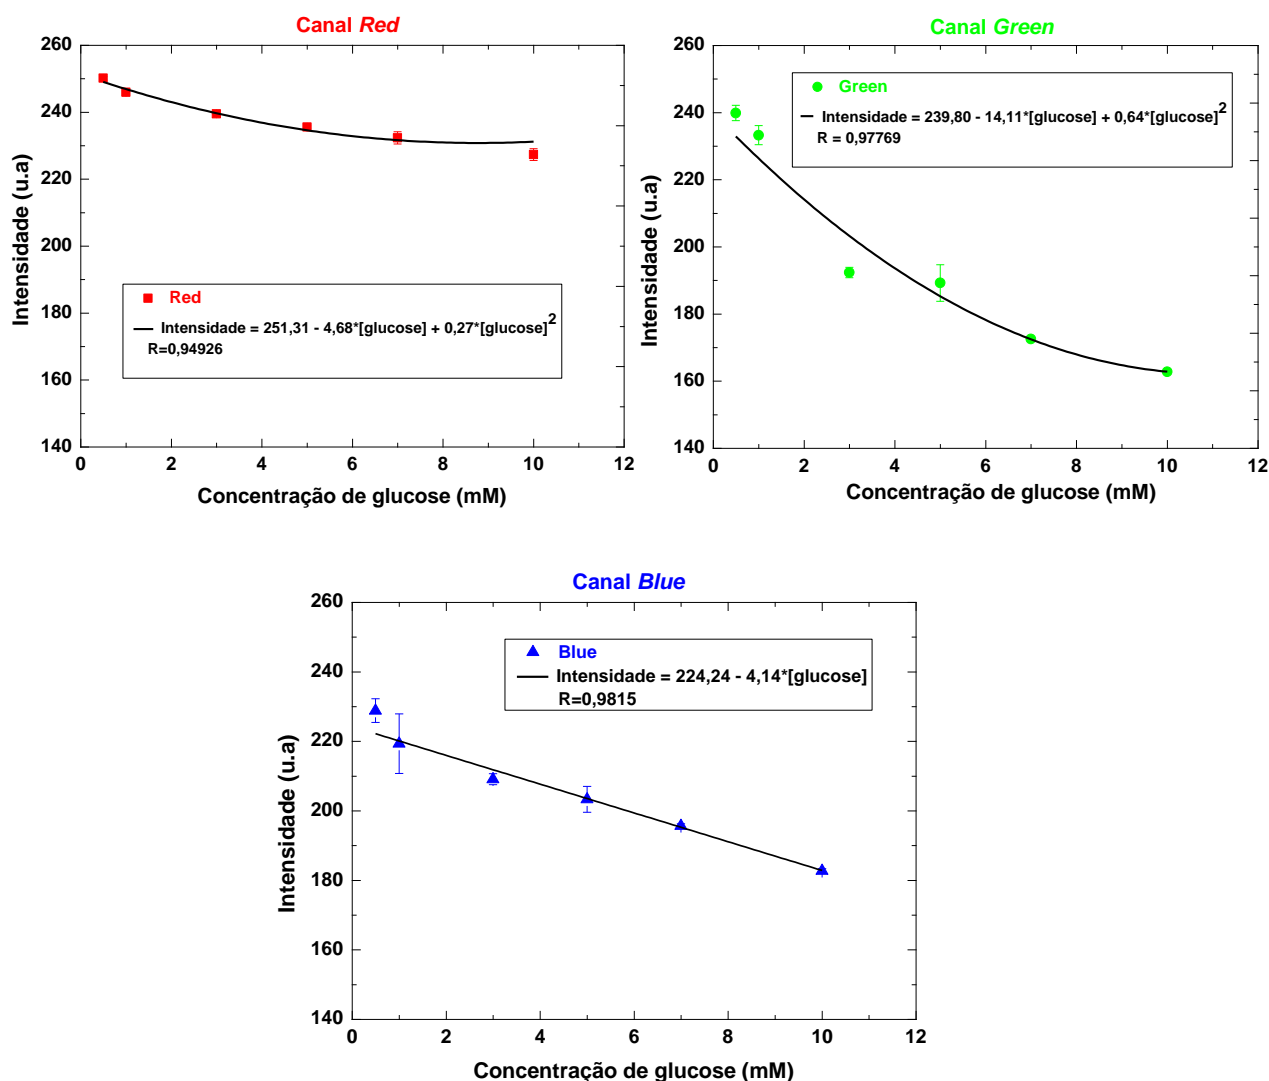 Canal Red
260
240
220
200
180
160
140
0 2 4 6 8 10 12
Intensidade (u.a)
Concentração de glucose (mM)
Red
Intensidade = 251,31 - 4,68*[glucose] + 0,27*[glucose]2
R=0,94926
Canal Green
260
240
220
200
180
160
140
0 2 4 6 8 10 12
Intensidade (u.a)
Concentração de glucose (mM)
Green
Intensidade = 239,80 - 14,11*[glucose] + 0,64*[glucose]2
R = 0,97769
Canal Blue
260
240
220
200
180
160
140
0 2 4 6 8 10 12
Intensidade (u.a)
Concentração de glucose (mM)
Blue
Intensidade = 224,24 - 4,14*[glucose]
R=0,9815